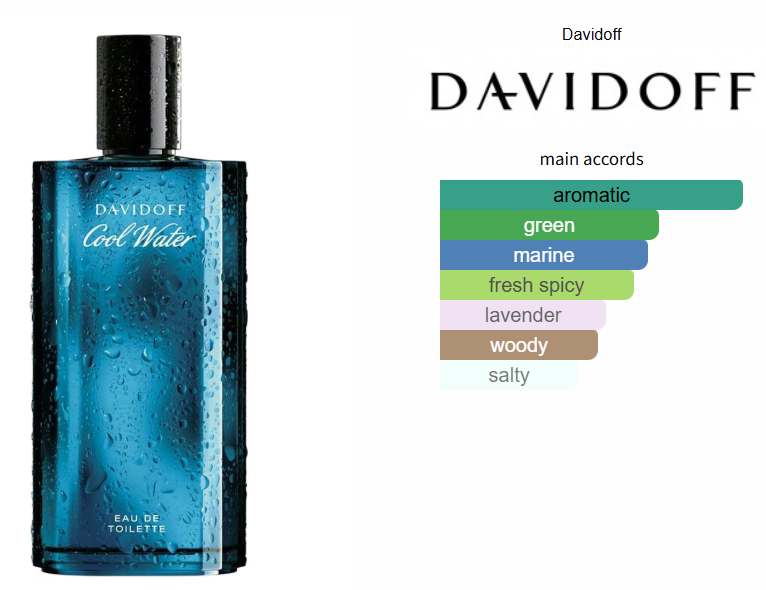 DAVIDOFF
Cool Water
EAU DE
TOILETTE
Davidoff
DAVIDOFF
main accords
aromatic
green
marine
fresh spicy
lavender
woody
salty